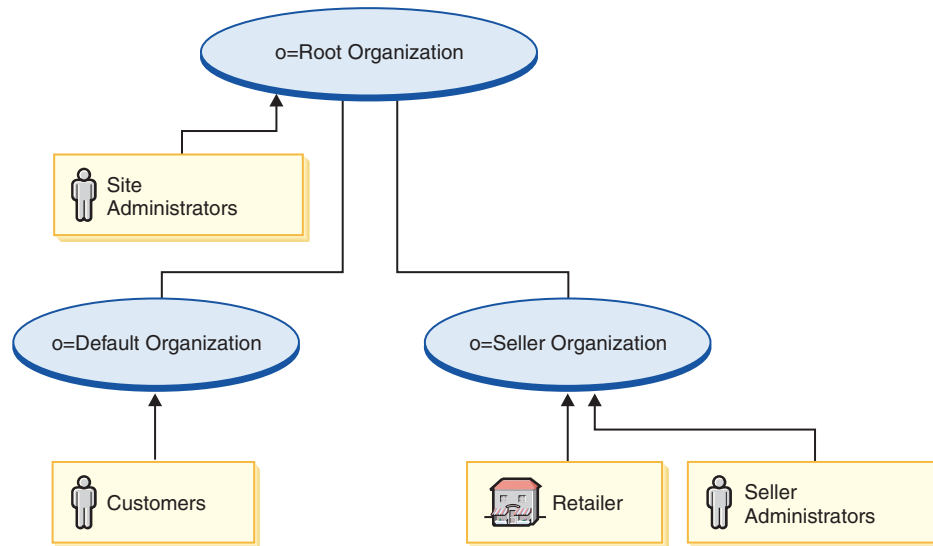 o=Root Organization
Site
Administrators
o=Default Organization
o=Seller Organization
Customers
Retailer
Seller
Administrators